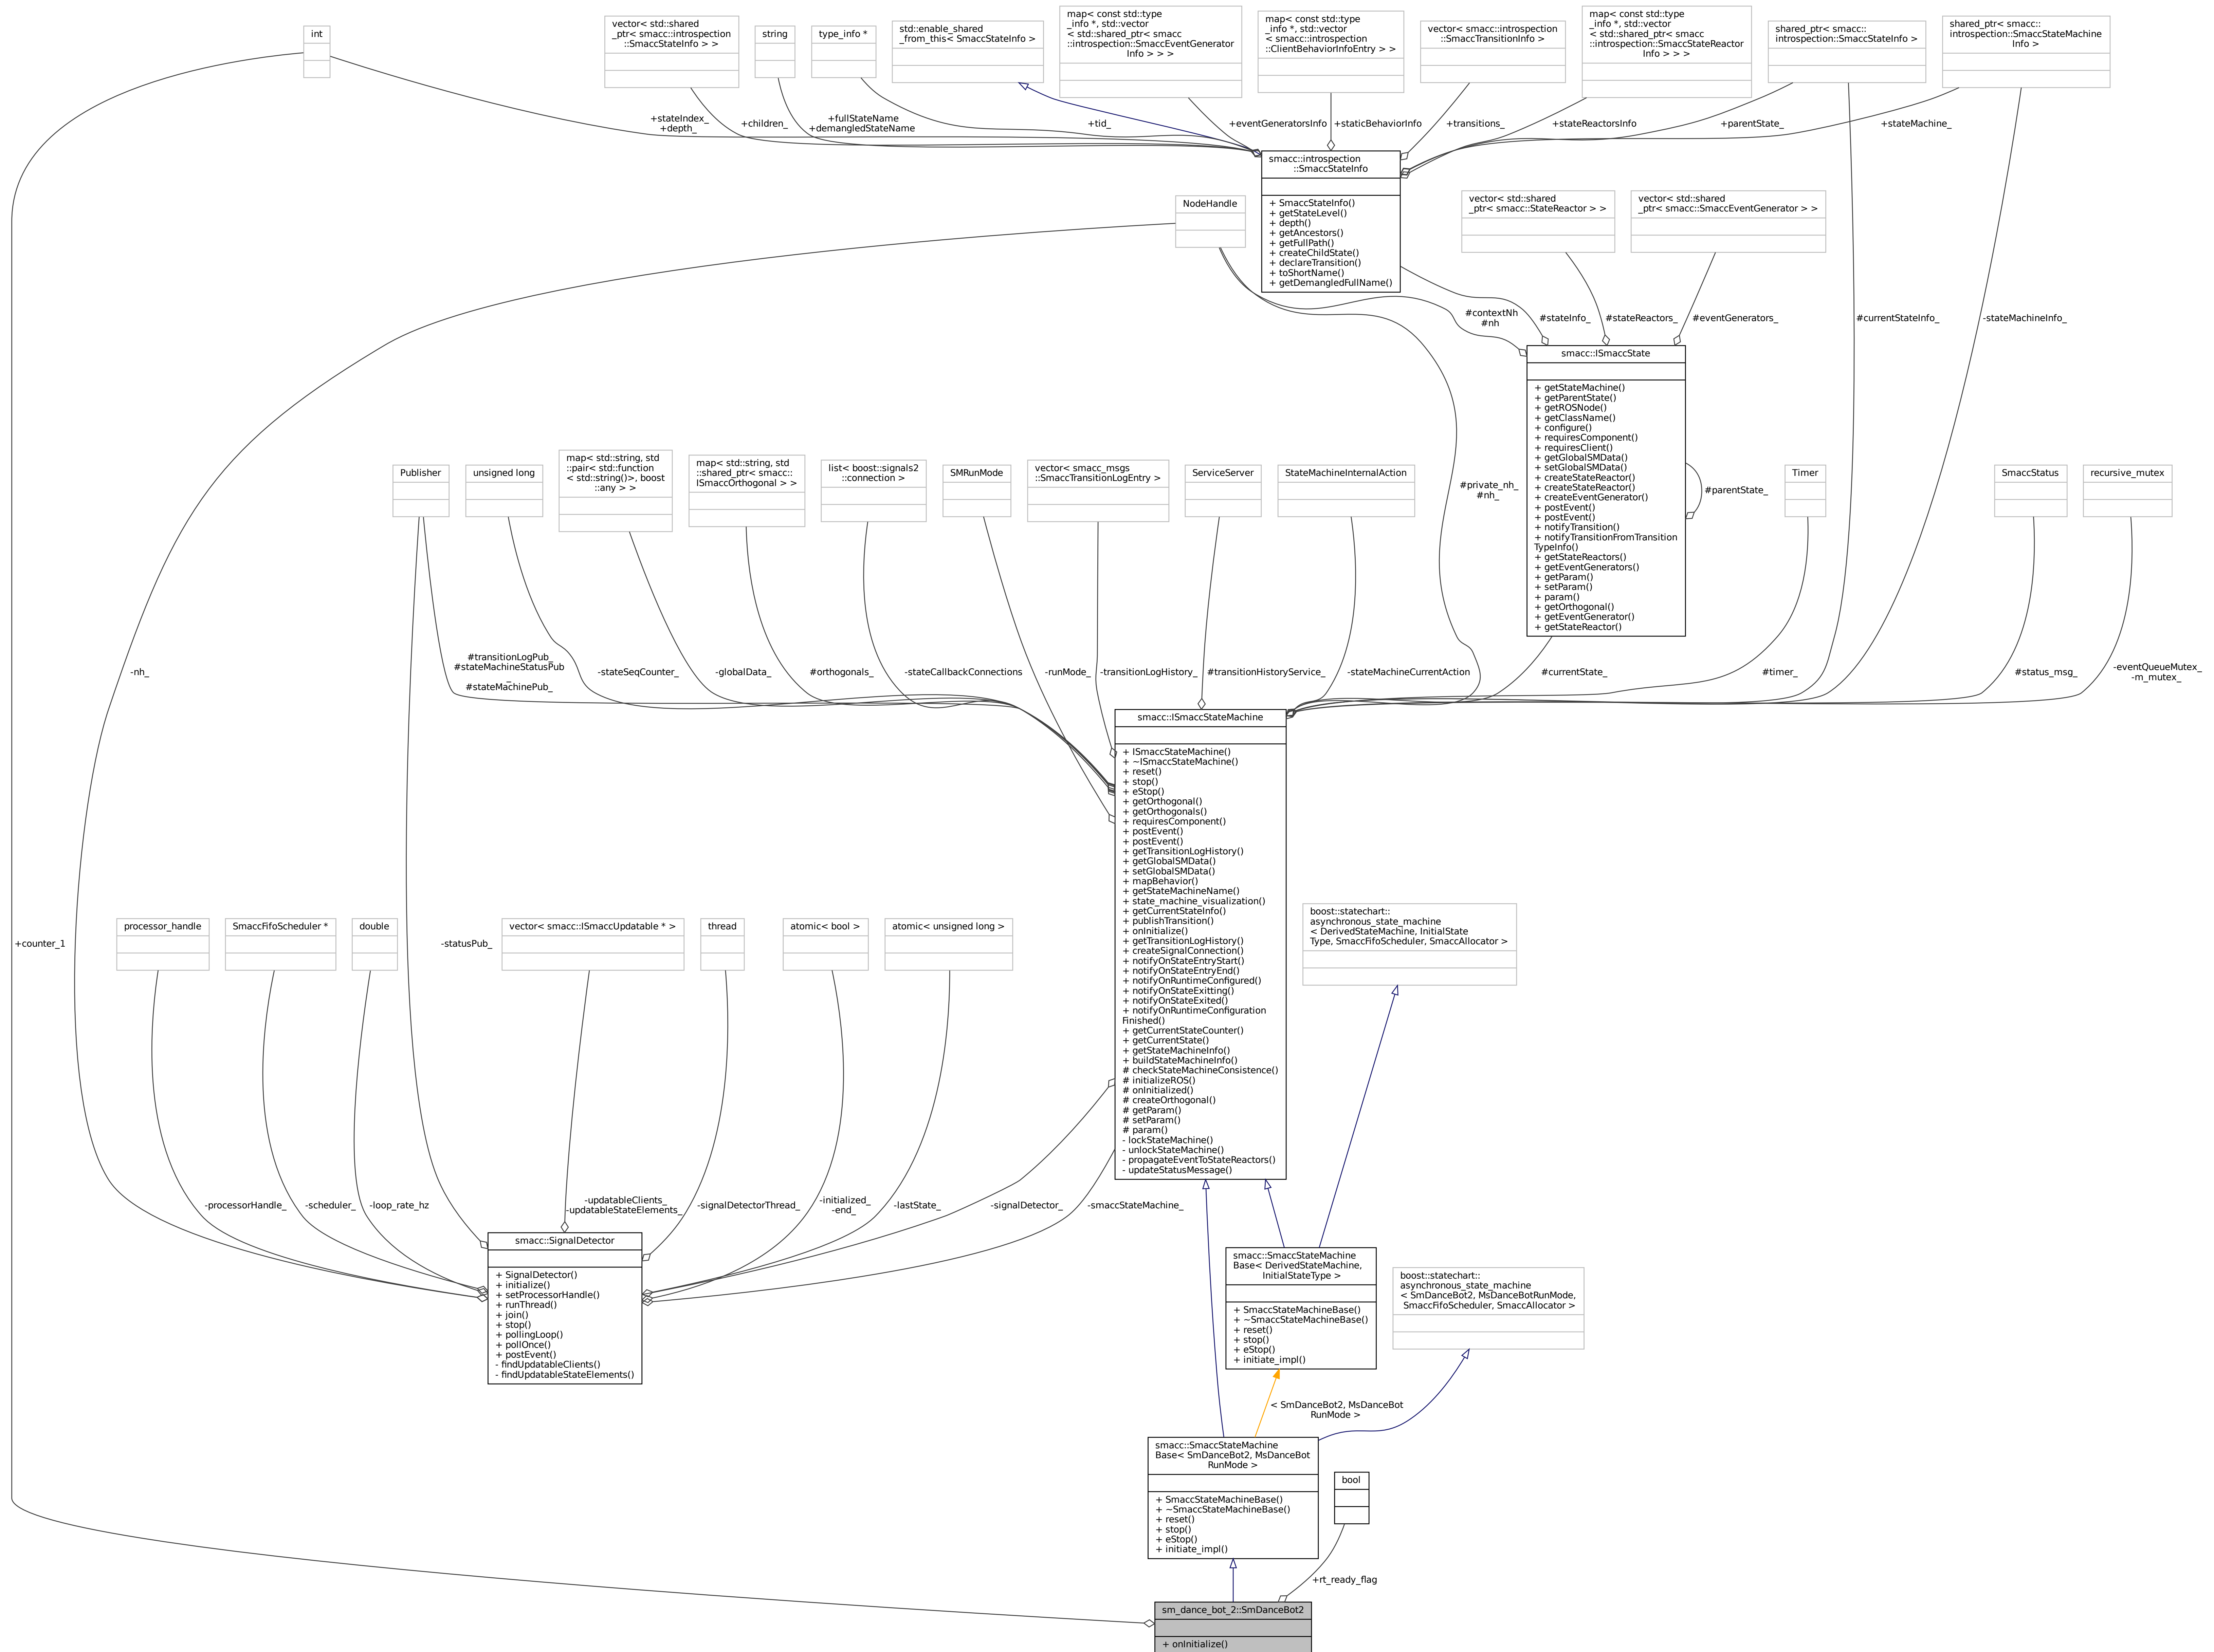 int
vector< std::shared
_ptr< smacc::introspection
::SmaccStateInfo > >
string
type_info *
std::enable_shared
_from_this< SmaccStateInfo >
map< const std::type
_info *, std::vector
< std::shared_ptr< smacc
::introspection::SmaccEventGenerator
Info > > >
map< const std::type
_info *, std::vector
< smacc::introspection
::ClientBehaviorInfoEntry > >
vector< smacc::introspection
::SmaccTransitionInfo >
map< const std::type
_info *, std::vector
< std::shared_ptr< smacc
::introspection::SmaccStateReactor
Info > > >
shared_ptr< smacc::
introspection::SmaccStateInfo >
shared_ptr< smacc::
introspection::SmaccStateMachine
Info >
+stateIndex_
+depth_
+children_
+fullStateName
+demangledStateName
+tid_
+eventGeneratorsInfo
+staticBehaviorInfo
+transitions_
+stateReactorsInfo
+parentState_
+stateMachine_
smacc::introspection
::SmaccStateInfo
+ SmaccStateInfo()
+ getStateLevel()
+ depth()
+ getAncestors()
+ getFullPath()
+ createChildState()
+ declareTransition()
+ toShortName()
+ getDemangledFullName()
NodeHandle
vector< std::shared
_ptr< smacc::StateReactor > >
vector< std::shared
_ptr< smacc::SmaccEventGenerator > >
#contextNh
#nh
#stateInfo_
#stateReactors_
#eventGenerators_
#currentStateInfo_
-stateMachineInfo_
smacc::ISmaccState
+ getStateMachine()
+ getParentState()
+ getROSNode()
+ getClassName()
+ configure()
+ requiresComponent()
+ requiresClient()
+ getGlobalSMData()
+ setGlobalSMData()
+ createStateReactor()
+ createStateReactor()
+ createEventGenerator()
+ postEvent()
+ postEvent()
+ notifyTransition()
+ notifyTransitionFromTransition
TypeInfo()
+ getStateReactors()
+ getEventGenerators()
+ getParam()
+ setParam()
+ param()
+ getOrthogonal()
+ getEventGenerator()
+ getStateReactor()
#parentState_
Publisher
unsigned long
map< std::string, std
::pair< std::function
< std::string()>, boost
::any > >
map< std::string, std
::shared_ptr< smacc::
ISmaccOrthogonal > >
list< boost::signals2
::connection >
SMRunMode
vector< smacc_msgs
::SmaccTransitionLogEntry >
ServiceServer
StateMachineInternalAction
Timer
SmaccStatus
recursive_mutex
#private_nh_
#nh_
-nh_
#transitionLogPub_
#stateMachineStatusPub
_
#stateMachinePub_
-stateSeqCounter_
-globalData_
#orthogonals_
-stateCallbackConnections
-runMode_
-transitionLogHistory_
#transitionHistoryService_
-stateMachineCurrentAction
#currentState_
#timer_
#status_msg_
-eventQueueMutex_
-m_mutex_
smacc::ISmaccStateMachine
+ ISmaccStateMachine()
+ ~ISmaccStateMachine()
+ reset()
+ stop()
+ eStop()
+ getOrthogonal()
+ getOrthogonals()
+ requiresComponent()
+ postEvent()
+ postEvent()
+ getTransitionLogHistory()
+ getGlobalSMData()
+ setGlobalSMData()
+ mapBehavior()
+ getStateMachineName()
+ state_machine_visualization()
+ getCurrentStateInfo()
+ publishTransition()
+ onInitialize()
+ getTransitionLogHistory()
+ createSignalConnection()
+ notifyOnStateEntryStart()
+ notifyOnStateEntryEnd()
+ notifyOnRuntimeConfigured()
+ notifyOnStateExitting()
+ notifyOnStateExited()
+ notifyOnRuntimeConfiguration
Finished()
+ getCurrentStateCounter()
+ getCurrentState()
+ getStateMachineInfo()
+ buildStateMachineInfo()
# checkStateMachineConsistence()
# initializeROS()
# onInitialized()
# createOrthogonal()
# getParam()
# setParam()
# param()
- lockStateMachine()
- unlockStateMachine()
- propagateEventToStateReactors()
- updateStatusMessage()
processor_handle
SmaccFifoScheduler *
double
vector< smacc::ISmaccUpdatable * >
thread
atomic< bool >
atomic< unsigned long >
boost::statechart::
asynchronous_state_machine
< DerivedStateMachine, InitialState
Type, SmaccFifoScheduler, SmaccAllocator >
+counter_1
-statusPub_
-processorHandle_
-scheduler_
-loop_rate_hz
-updatableClients_
-updatableStateElements_
-signalDetectorThread_
-initialized_
-end_
-lastState_
-signalDetector_
-smaccStateMachine_
smacc::SignalDetector
+ SignalDetector()
+ initialize()
+ setProcessorHandle()
+ runThread()
+ join()
+ stop()
+ pollingLoop()
+ pollOnce()
+ postEvent()
- findUpdatableClients()
- findUpdatableStateElements()
smacc::SmaccStateMachine
Base< DerivedStateMachine,
InitialStateType >
+ SmaccStateMachineBase()
+ ~SmaccStateMachineBase()
+ reset()
+ stop()
+ eStop()
+ initiate_impl()
boost::statechart::
asynchronous_state_machine
< SmDanceBot2, MsDanceBotRunMode,
SmaccFifoScheduler, SmaccAllocator >
< SmDanceBot2, MsDanceBot
RunMode >
smacc::SmaccStateMachine
Base< SmDanceBot2, MsDanceBot
RunMode >
+ SmaccStateMachineBase()
+ ~SmaccStateMachineBase()
+ reset()
+ stop()
+ eStop()
+ initiate_impl()
bool
+rt_ready_flag
sm_dance_bot_2::SmDanceBot2
+ onInitialize()